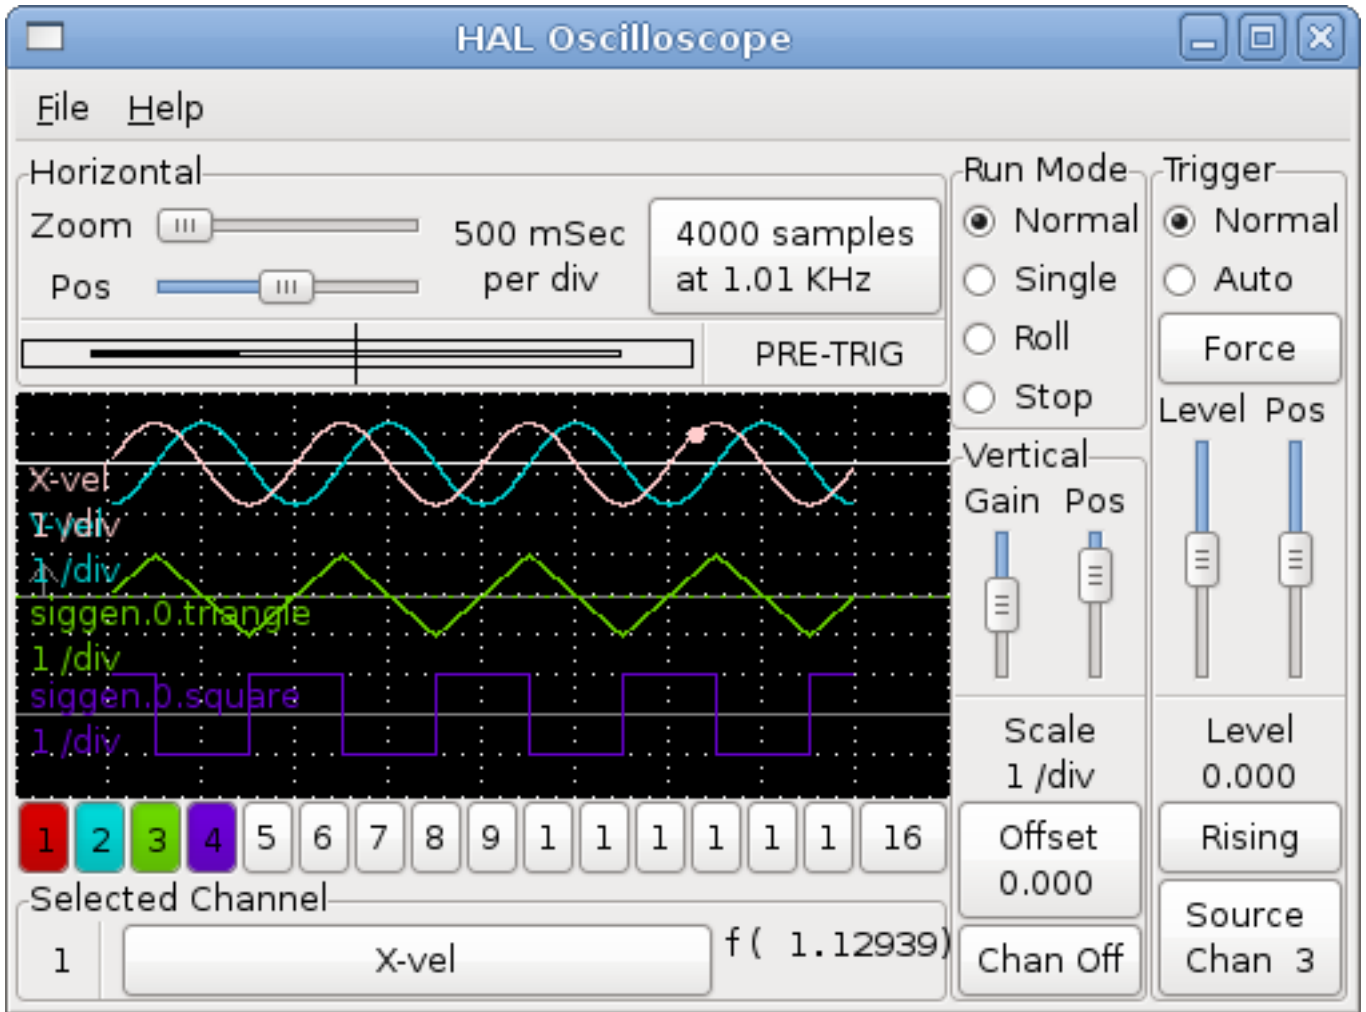 HAL Oscilloscope
File Help
Horizontal
Zoom
Pos
500 mSec
per div
4000 samples
at 1.01 KHz
PRE-TRIG
Run Mode
Normal
Single
Roll
Stop
Trigger
Normal
Auto
Force
Level Pos
Vertical
Gain Pos
X-vel
1 /div
Y-vel
1 /div
siggen.0.triangle
1 /div
siggen.0.square
1 /div
Scale
1 /div
Offset
0.000
Chan Off
Level
0.000
Rising
Source
Chan 3
1 2 3 4 5 6 7 8 9 1 1 1 1 1 1 16
Selected Channel
1 X-vel f( 1.12939)